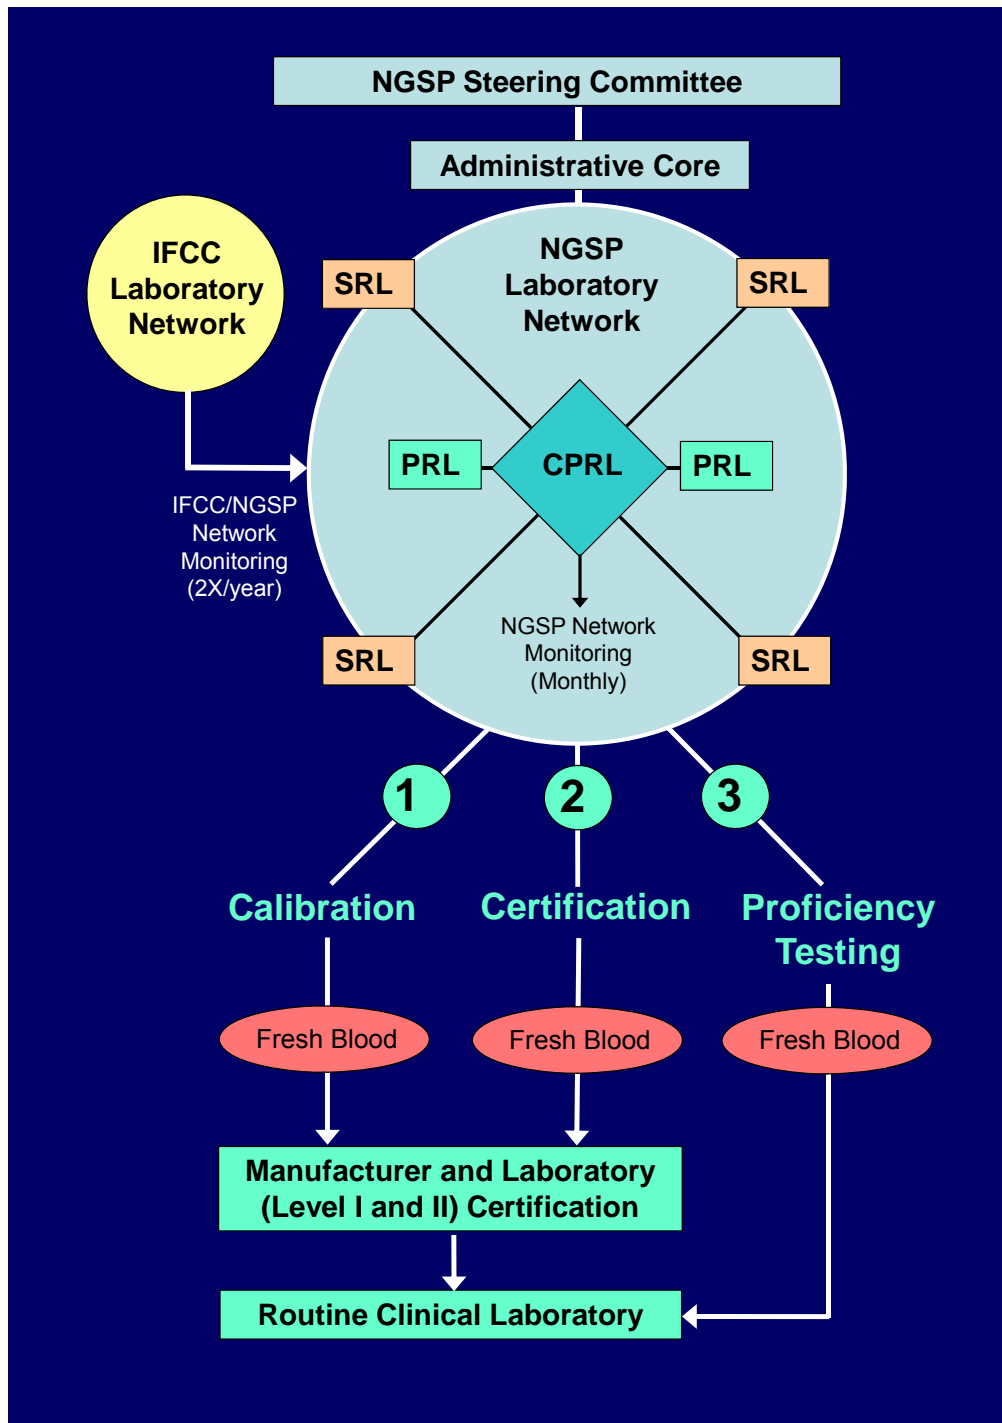 NGSP Steering Committee
Administrative Core
IFCC
Laboratory
Network
NGSP
Laboratory
Network
SRL
SRL
PRL
CPRL
PRL
IFCC/NGSP
Network
Monitoring
(2X/year)
NGSP Network
Monitoring
(Monthly)
SRL
SRL
1
2
3
Calibration
Certification
Proficiency
Testing
Fresh Blood
Fresh Blood
Fresh Blood
Manufacturer and Laboratory
(Level I and II) Certification
Routine Clinical Laboratory